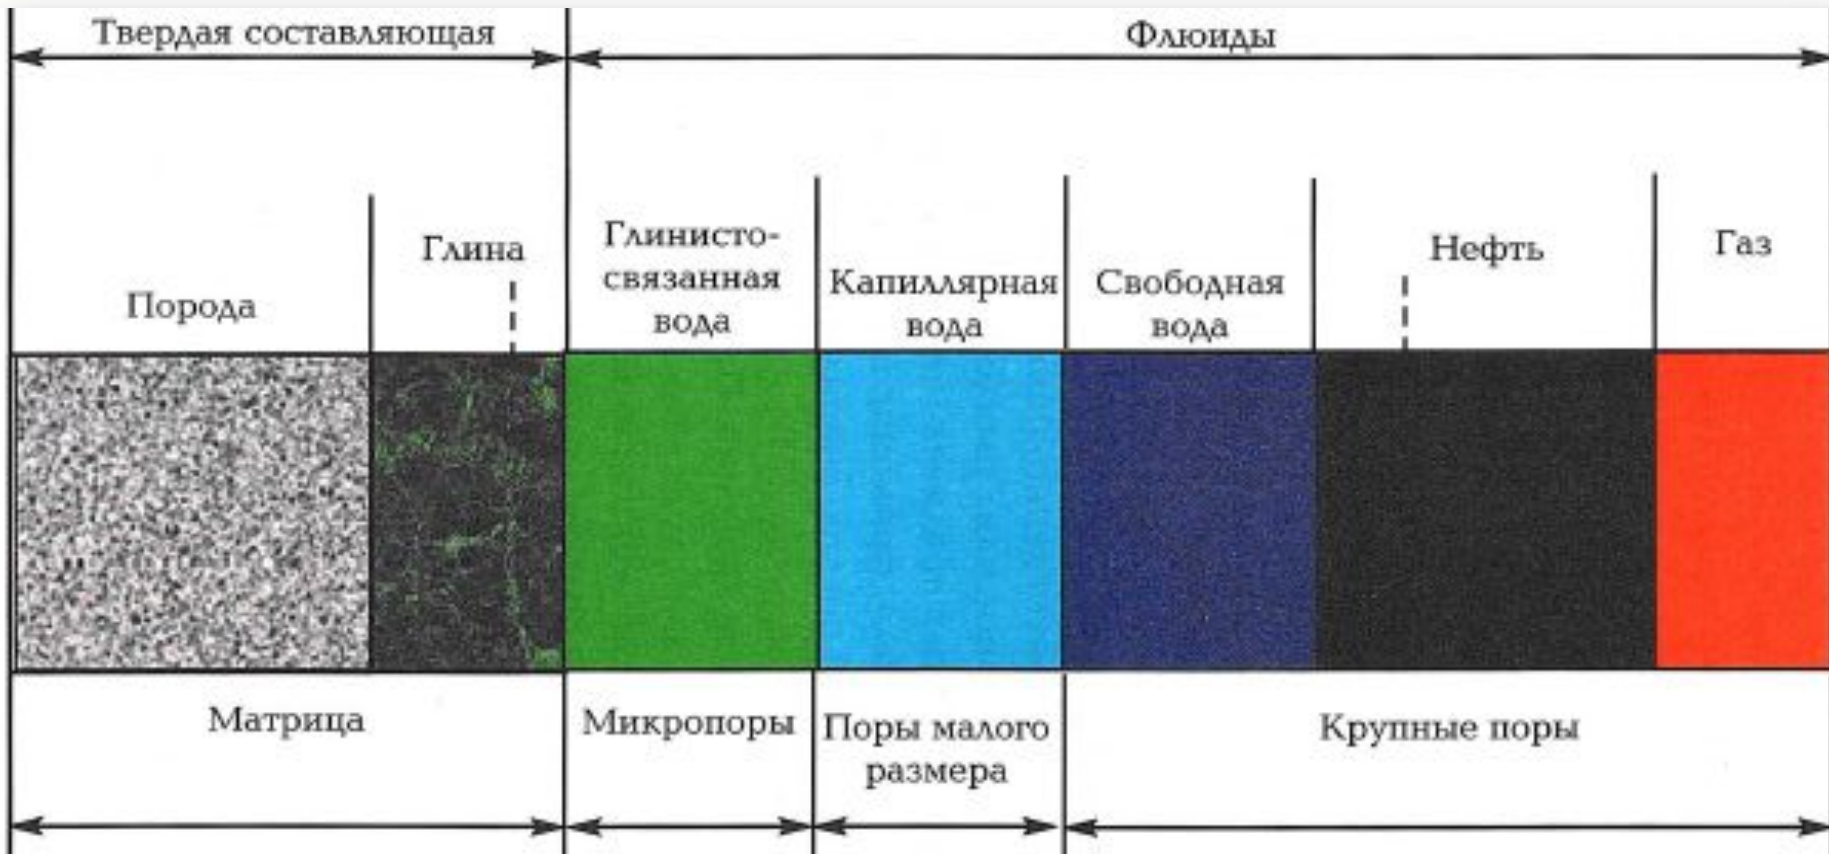 Твердая составляющая
Флюиды
Порода
Глина
Глинисто-
связанная
вода
Капиллярная
вода
Свободная
вода
Нефть
Газ
Матрица
Микропоры
Поры малого
размера
Крупные поры